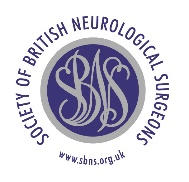 SOCIETY OF BRITISH NEUROLOGICAL SURGEONS
SBNS
www.sbns.org.uk